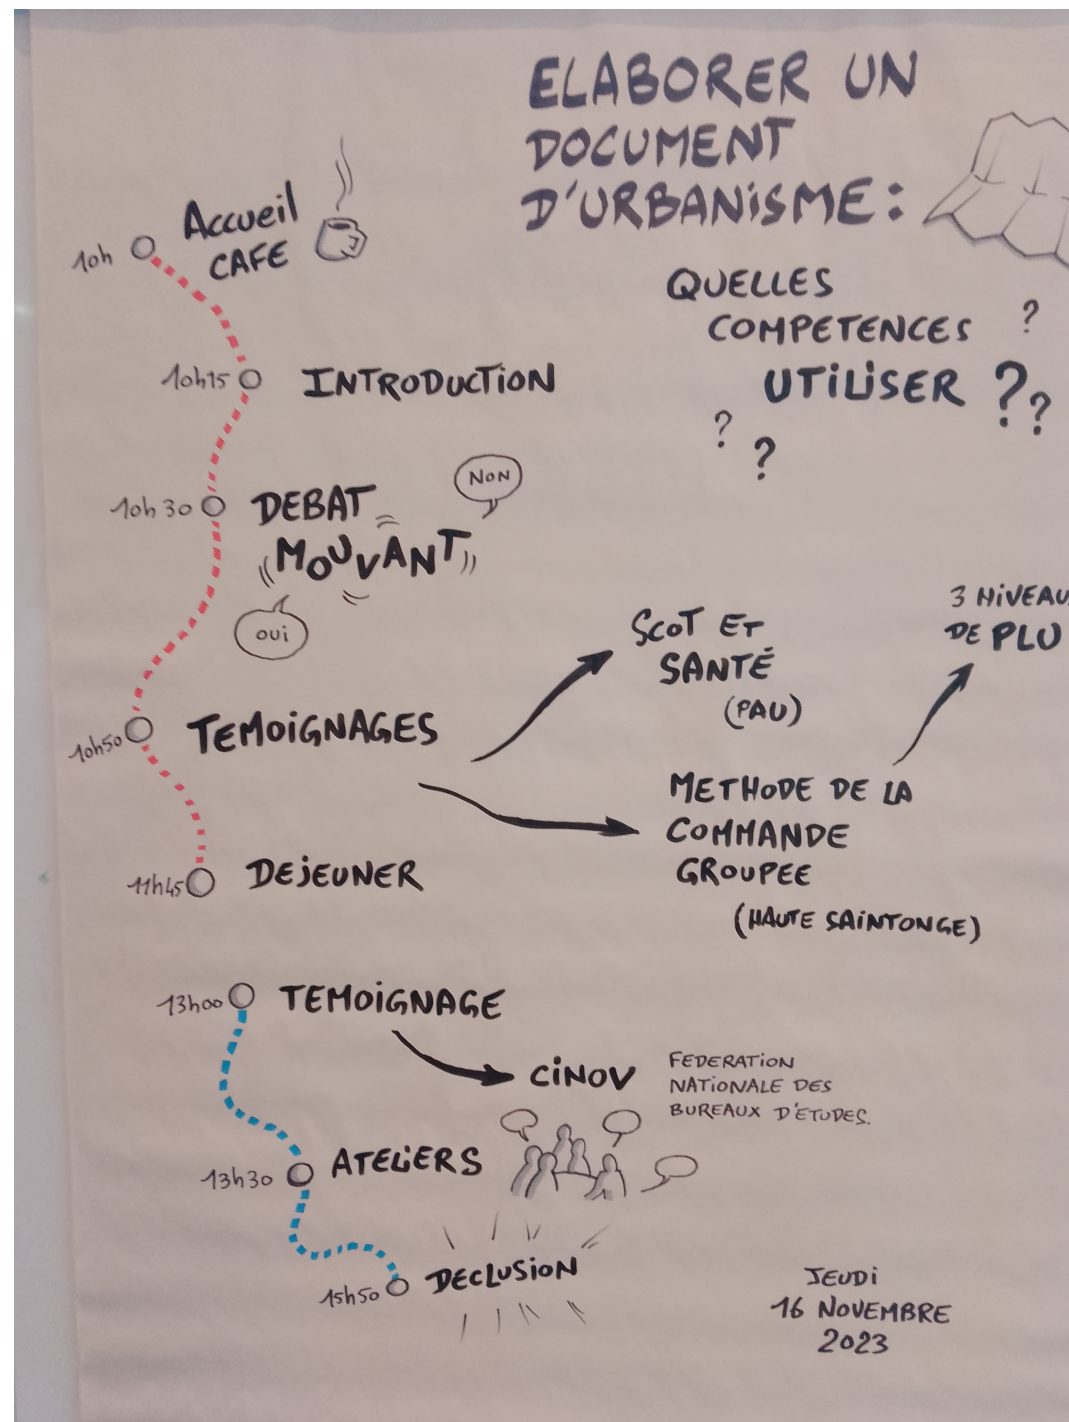 ELABORER UN
DOCUMENT
D'URBANISME :
QUELLES
COMPETENCES
UTILISER ???
?
? ?
10h
Accueil
CAFE
10h15
INTRODUCTION
10h30
DEBAT
MOUVANT
NON
OUI
10h50
TEMOIGNAGES
SCOT ET
SANTÉ
(PAU)
METHODE DE LA
COMMANDE
GROUPEE
(HAUTE SAINTONGE)
3 NIVEAU
DE PLU
11h45
DEJEUNER
13h00
TEMOIGNAGE
CINOV
FEDERATION
NATIONALE DES
BUREAUX D'ETUDES.
13h30
ATELIERS
15h50
DECLUSION
JEUDI
16 NOVEMBRE
2023